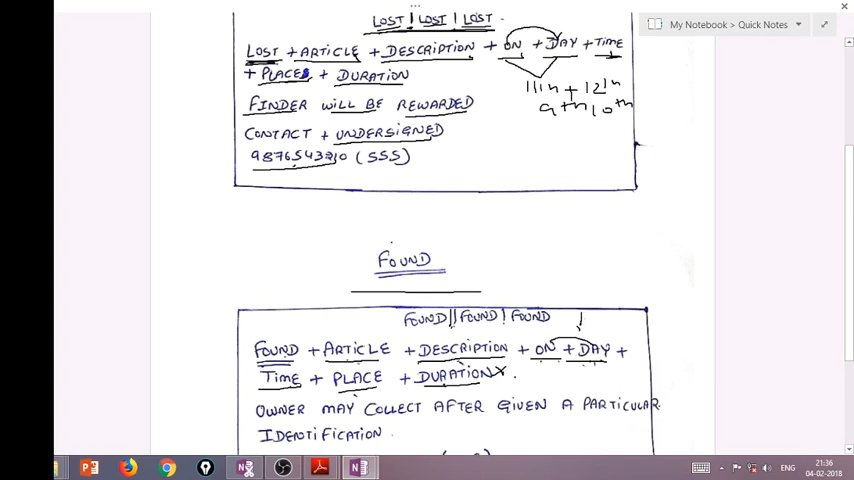 My Notebook > Quick Notes
LOST ! LOST ! LOST
LOST + ARTICLE + DESCRIPTION + ON + DAY + TIME
+ PLACE + DURATION
11th + 12th
9th 10th
FINDER WILL BE REWARDED
CONTACT + UNDERSIGNED
9876543210 (SSS)
FOUND
FOUND ! FOUND ! FOUND
FOUND + ARTICLE + DESCRIPTION + ON + DAY +
TIME + PLACE + DURATION X.
OWNER MAY COLLECT AFTER GIVEN A PARTICULAR
IDENTIFICATION.
ENG
21:36
04-02-2018